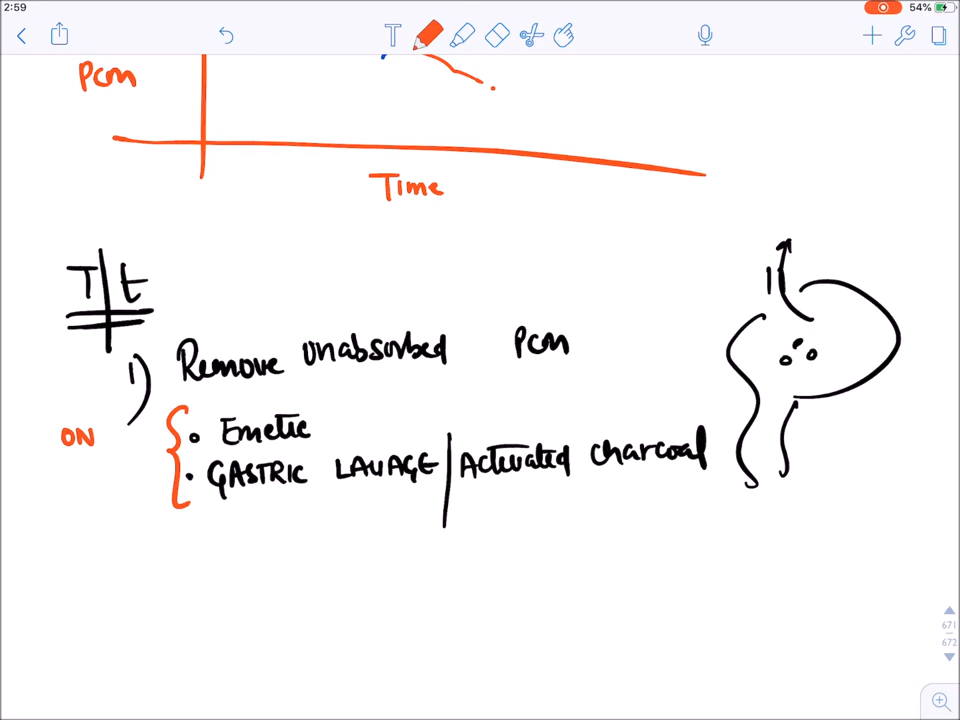 2:59
54%
T
Pcm
Time
T|t
1) Remove Unabsorbed Pcm
ON
• Emetic
• GASTRIC LAVAGE / Activated charcoal
671
672